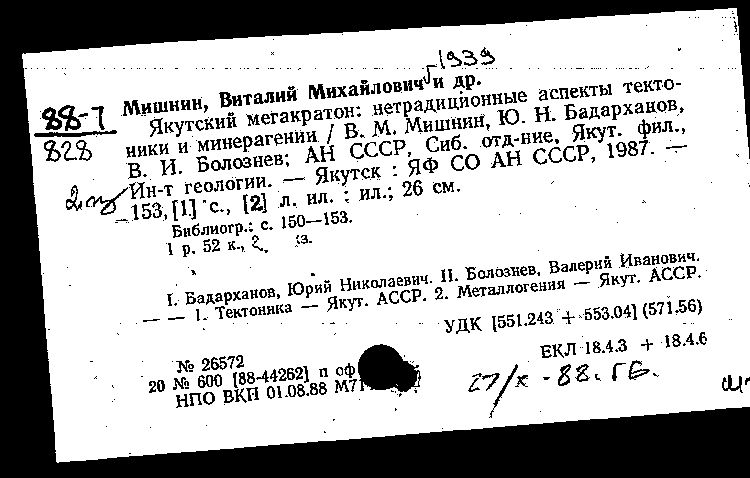 1939
88-7
828
2 эк
Мишнин, Виталий Михайлович и др.
Якутский мегакратон: нетрадиционные аспекты текто-
ники и минерагении / В. М. Мишнин, Ю. Н. Бадарханов,
В. И. Болознев; АН СССР, Сиб. отд-ние, Якут. фил.,
Ин-т геологии. — Якутск : ЯФ СО АН СССР, 1987. —
153, [1] с., [2] л. ил. : ил.; 26 см.
Библиогр.: с. 150—153.
1 р. 52 к.,
I. Бадарханов, Юрий Николаевич. II. Болознев, Валерий Иванович.
— — 1. Тектоника — Якут. АССР. 2. Металлогения — Якут. АССР.
УДК [551.243 + 553.04] (571.56)
№ 26572
ЕКЛ 18.4.3 + 18.4.6
20 № 600 [88-44262] п оф
НПО ВКП 01.08.88
27/x - 88. ГБ.